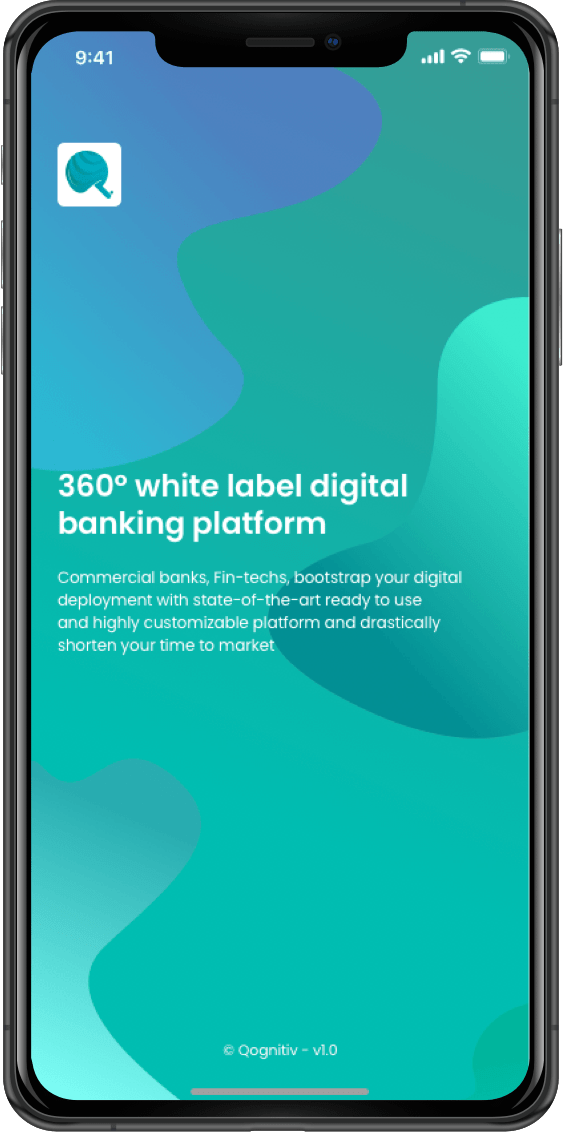 9:41
360° white label digital
banking platform
Commercial banks, Fin-techs, bootstrap your digital
deployment with state-of-the-art ready to use
and highly customizable platform and drastically
shorten your time to market
© Qognitiv - v1.0